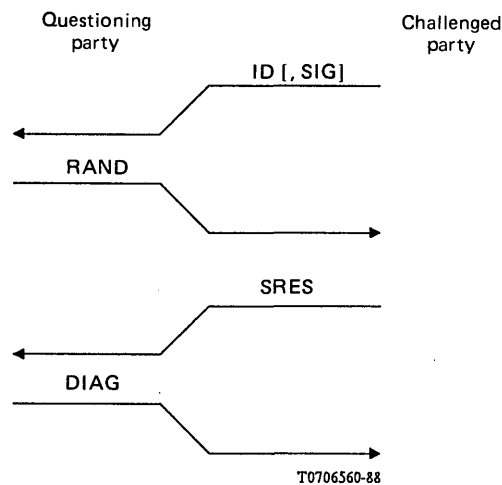 Questioning
party
Challenged
party
ID [, SIG]
RAND
SRES
DIAG
T0706560-88